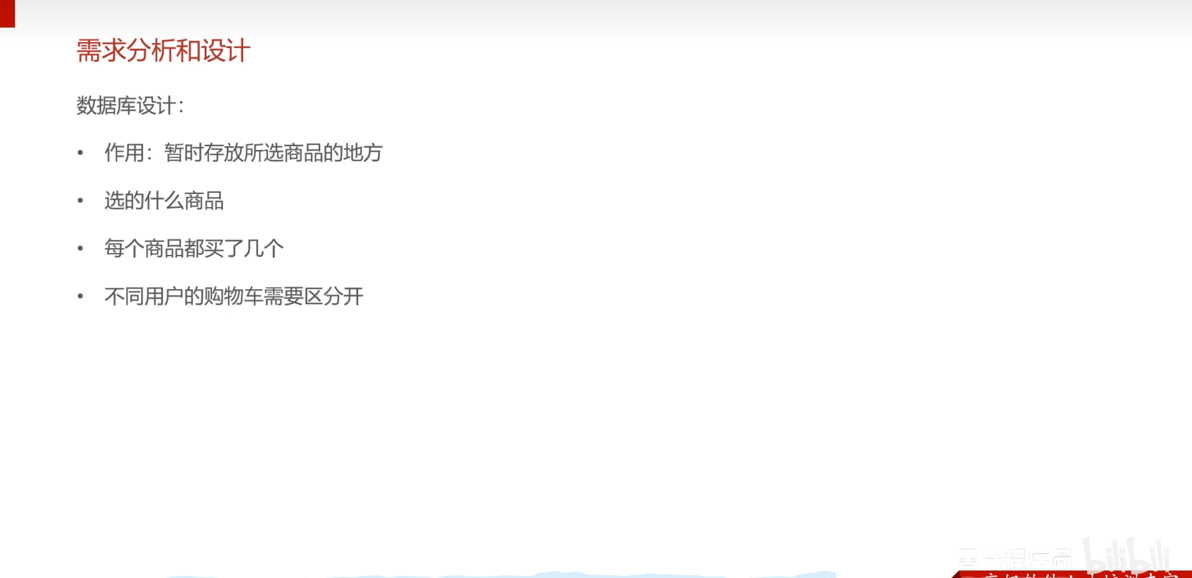 需求分析和设计
数据库设计：
• 作用：暂时存放所选商品的地方
• 选的什么商品
• 每个商品都买了几个
• 不同用户的购物车需要区分开
bilibili